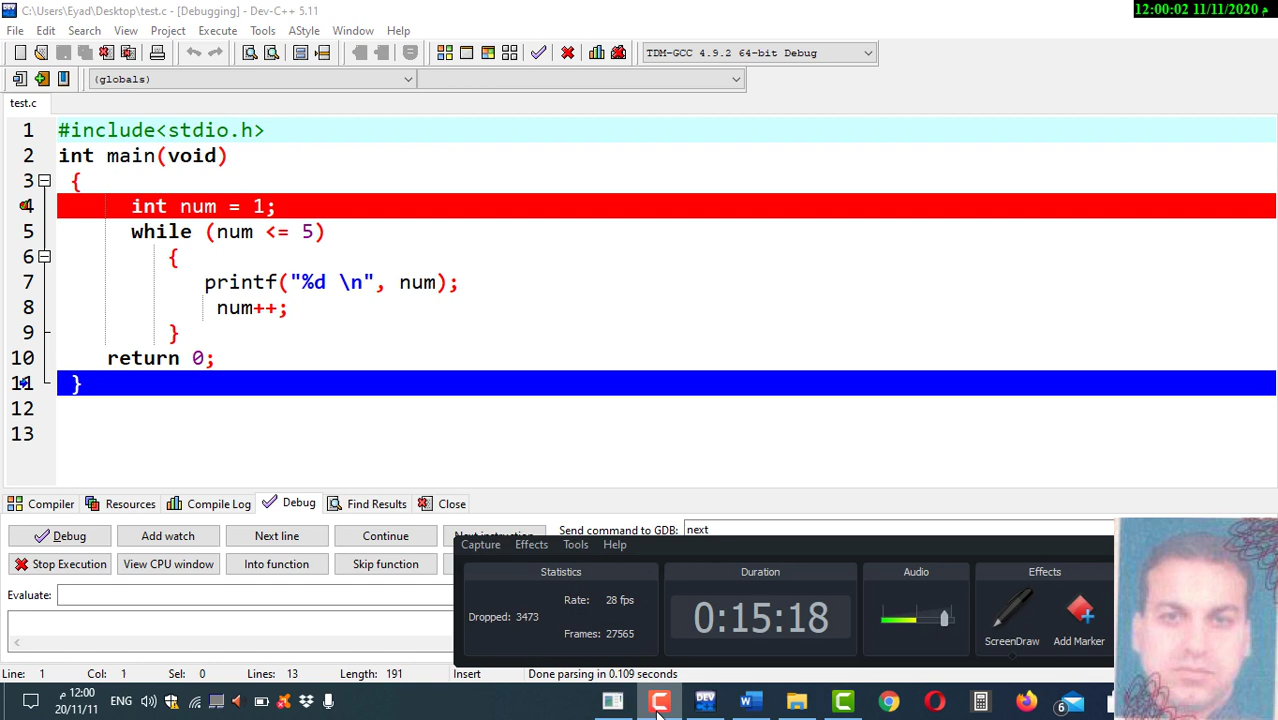 C:\Users\Eyad\Desktop\test.c - [Debugging] - Dev-C++ 5.11
12:00:02 11/11/2020 م
File Edit Search View Project Execute Tools AStyle Window Help
TDM-GCC 4.9.2 64-bit Debug
(globals)
test.c
1 #include<stdio.h>
2 int main(void)
3 {
4 int num = 1;
5 while (num <= 5)
6 {
7 printf("%d \n", num);
8 num++;
9 }
10 return 0;
11 }
12
13
Compiler Resources Compile Log Debug Find Results Close
Debug Add watch Next line Continue Next instruction Send command to GDB: next
Capture Effects Tools Help
Stop Execution View CPU window Into function Skip function
Statistics Duration Audio Effects
Evaluate:
Rate: 28 fps
Dropped: 3473
Frames: 27565
0:15:18
ScreenDraw Add Marker
Line: 1 Col: 1 Sel: 0 Lines: 13 Length: 191 Insert Done parsing in 0.109 seconds
م 12:00
20/11/11
ENG
DEV
6